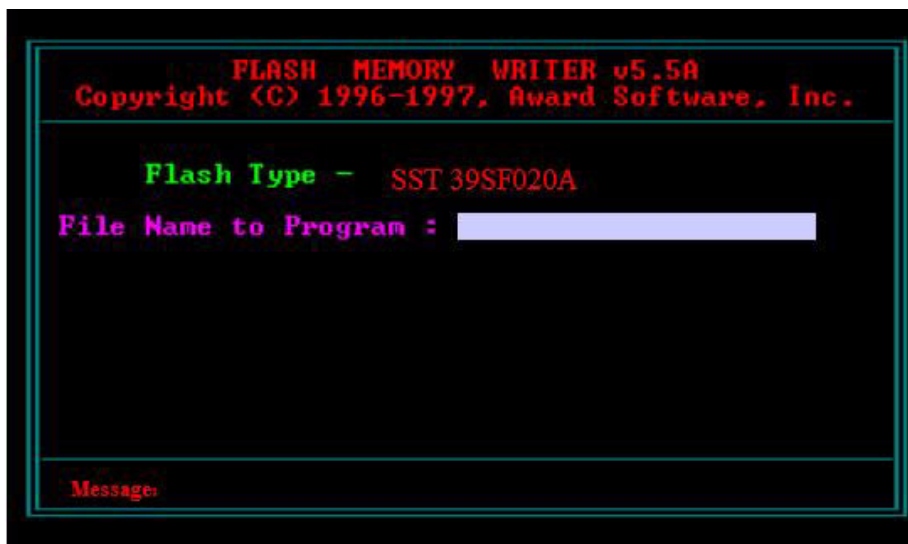 FLASH MEMORY WRITER v5.5A
Copyright (C) 1996-1997, Award Software, Inc.
Flash Type - SST 39SF020A
File Name to Program :
Message: